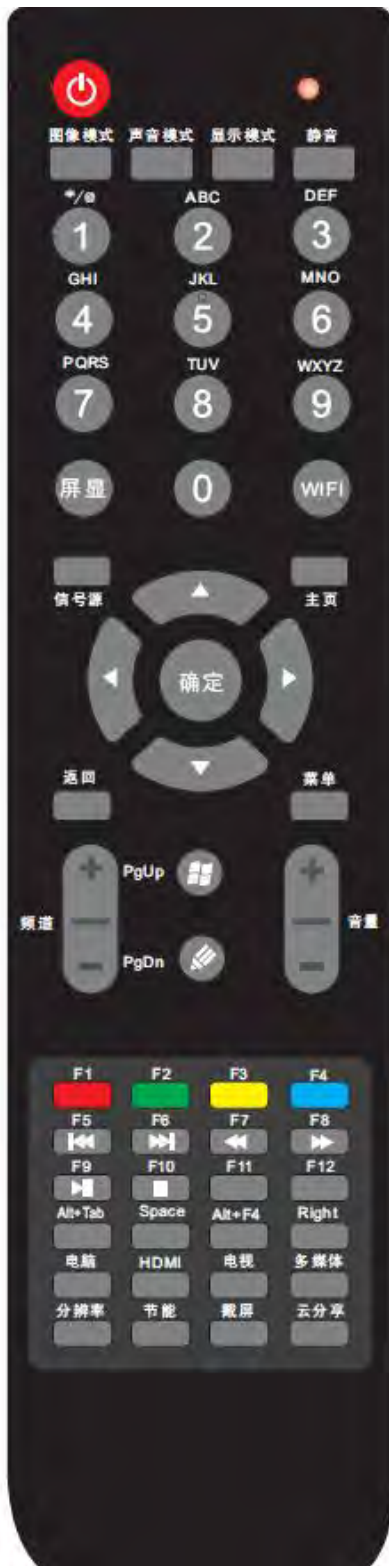 图像模式 声音模式 显示模式 静音
*/@ ABC DEF
1 2 3
GHI JKL MNO
4 5 6
PQRS TUV WXYZ
7 8 9
屏显 0 WIFI
信号源 主页
确定
返回 菜单
+ PgUp +
频道 音量
- PgDn -
F1 F2 F3 F4
F5 F6 F7 F8
F9 F10 F11 F12
Alt+Tab Space Alt+F4 Right
电脑 HDMI 电视 多媒体
分辨率 节能 截屏 云分享